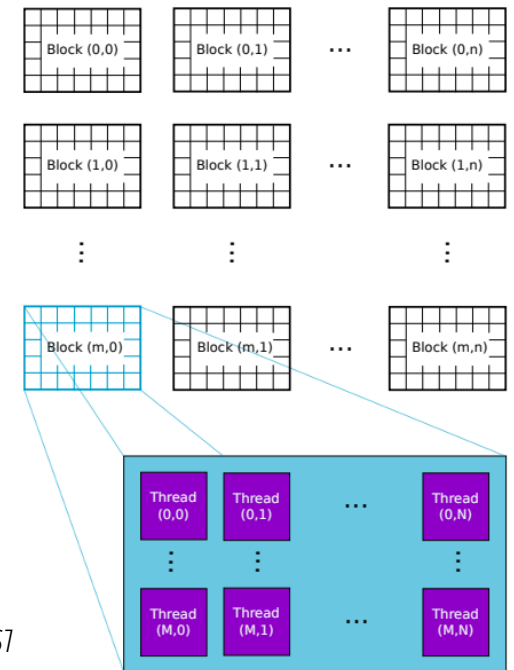 Block (0,0) Block (0,1) ... Block (0,n)
Block (1,0) Block (1,1) ... Block (1,n)
Block (m,0) Block (m,1) ... Block (m,n)
Thread Thread Thread
(0,0) (0,1) ... (0,N)
Thread Thread Thread
(M,0) (M,1) ... (M,N)